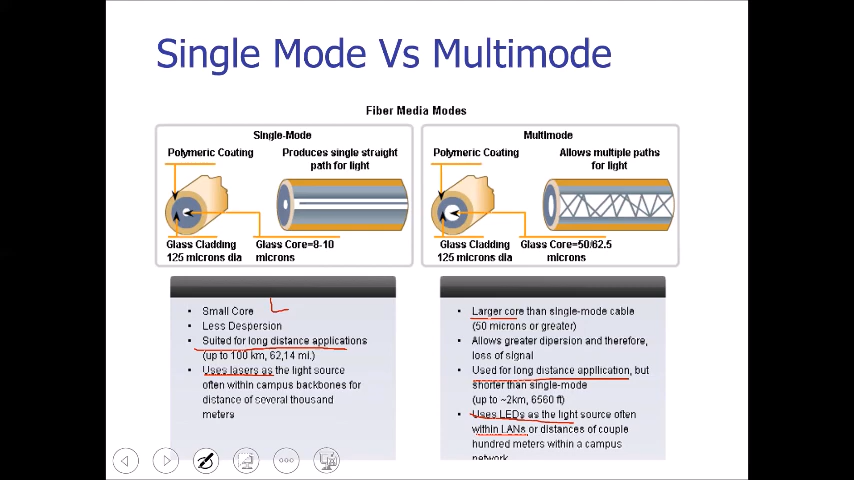 Single Mode Vs Multimode
Fiber Media Modes
Single-Mode
Polymeric Coating
Produces single straight
path for light
Glass Cladding
125 microns dia
Glass Core=8-10
microns
Multimode
Polymeric Coating
Allows multiple paths
for light
Glass Cladding
125 microns dia
Glass Core=50/62.5
microns
• Small Core
• Less Despersion
• Suited for long distance applications
(up to 100 km, 62,14 mi.)
• Uses lasers as the light source
often within campus backbones for
distance of several thousand
meters
• Larger core than single-mode cable
(50 microns or greater)
• Allows greater dipersion and therefore,
loss of signal
• Used for long distance appllication, but
shorter than single-mode
(up to ~2km, 6560 ft)
• Uses LEDs as the light source often
within LANs or distances of couple
hundred meters within a campus
network